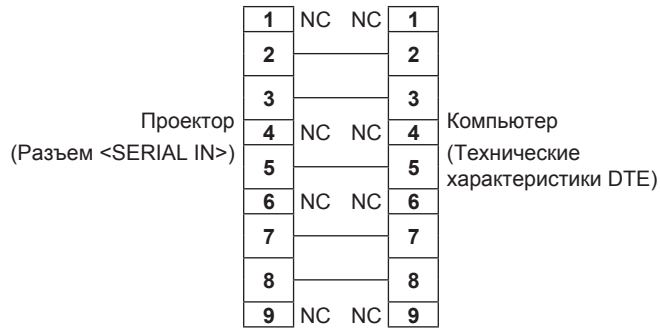 1 NC NC 1
2 2
3 3
Проектор
(Разъем <SERIAL IN>)
4 NC NC 4
5 5
6 NC NC 6
7 7
8 8
9 NC NC 9
Компьютер
(Технические
характеристики DTE)